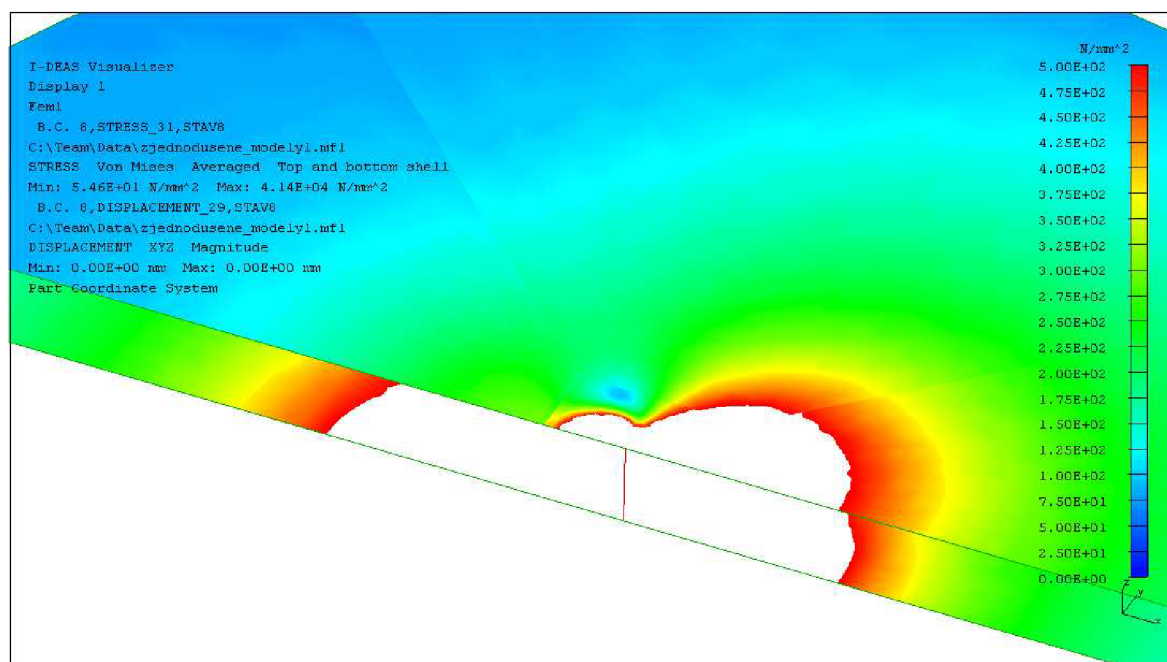 I-DEAS Visualizer
Display 1
Fem1
B.C. 8,STRESS_31,STAV8
C:\Team\Data\zjednodusene_modely1.mf1
STRESS Von Mises Averaged Top and bottom shell
Min: 5.46E+01 N/mm^2 Max: 4.14E+04 N/mm^2
B.C. 8,DISPLACEMENT_29,STAV8
C:\Team\Data\zjednodusene_modely1.mf1
DISPLACEMENT XYZ Magnitude
Min: 0.00E+00 mm Max: 0.00E+00 mm
Part Coordinate System
N/mm^2
5.00E+02
4.75E+02
4.50E+02
4.25E+02
4.00E+02
3.75E+02
3.50E+02
3.25E+02
3.00E+02
2.75E+02
2.50E+02
2.25E+02
2.00E+02
1.75E+02
1.50E+02
1.25E+02
1.00E+02
7.50E+01
5.00E+01
2.50E+01
0.00E+00
z
y
x